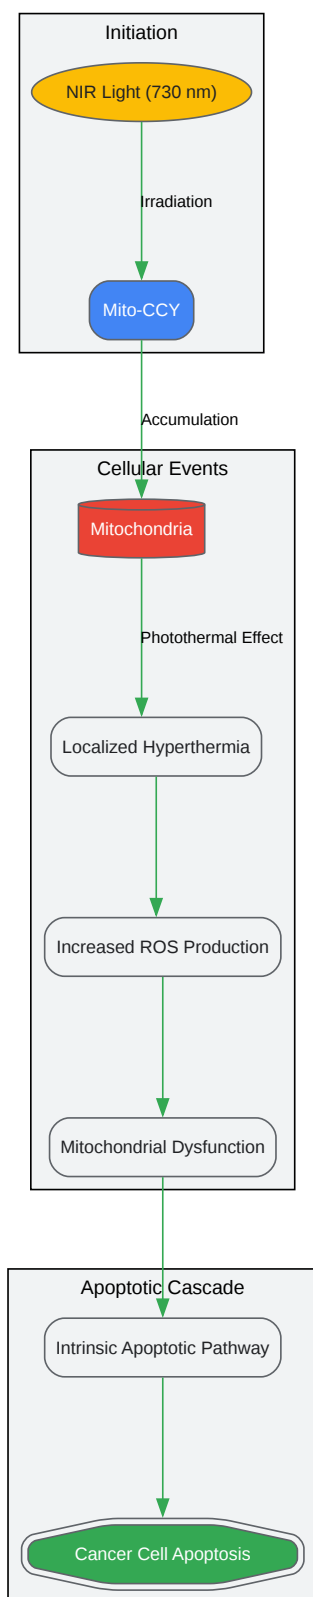 Initiation
NIR Light (730 nm)
Irradiation
Mito-CCY
Accumulation
Cellular Events
Mitochondria
Photothermal Effect
Localized Hyperthermia
Increased ROS Production
Mitochondrial Dysfunction
Apoptotic Cascade
Intrinsic Apoptotic Pathway
Cancer Cell Apoptosis